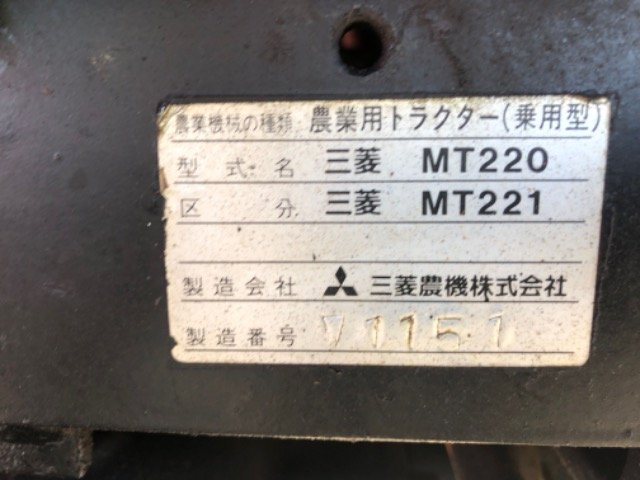 農業機械の種類 農業用トラクター(乗用型)
型式名 三菱 MT220
区分 三菱 MT221
製造会社 三菱農機株式会社
製造番号 71151